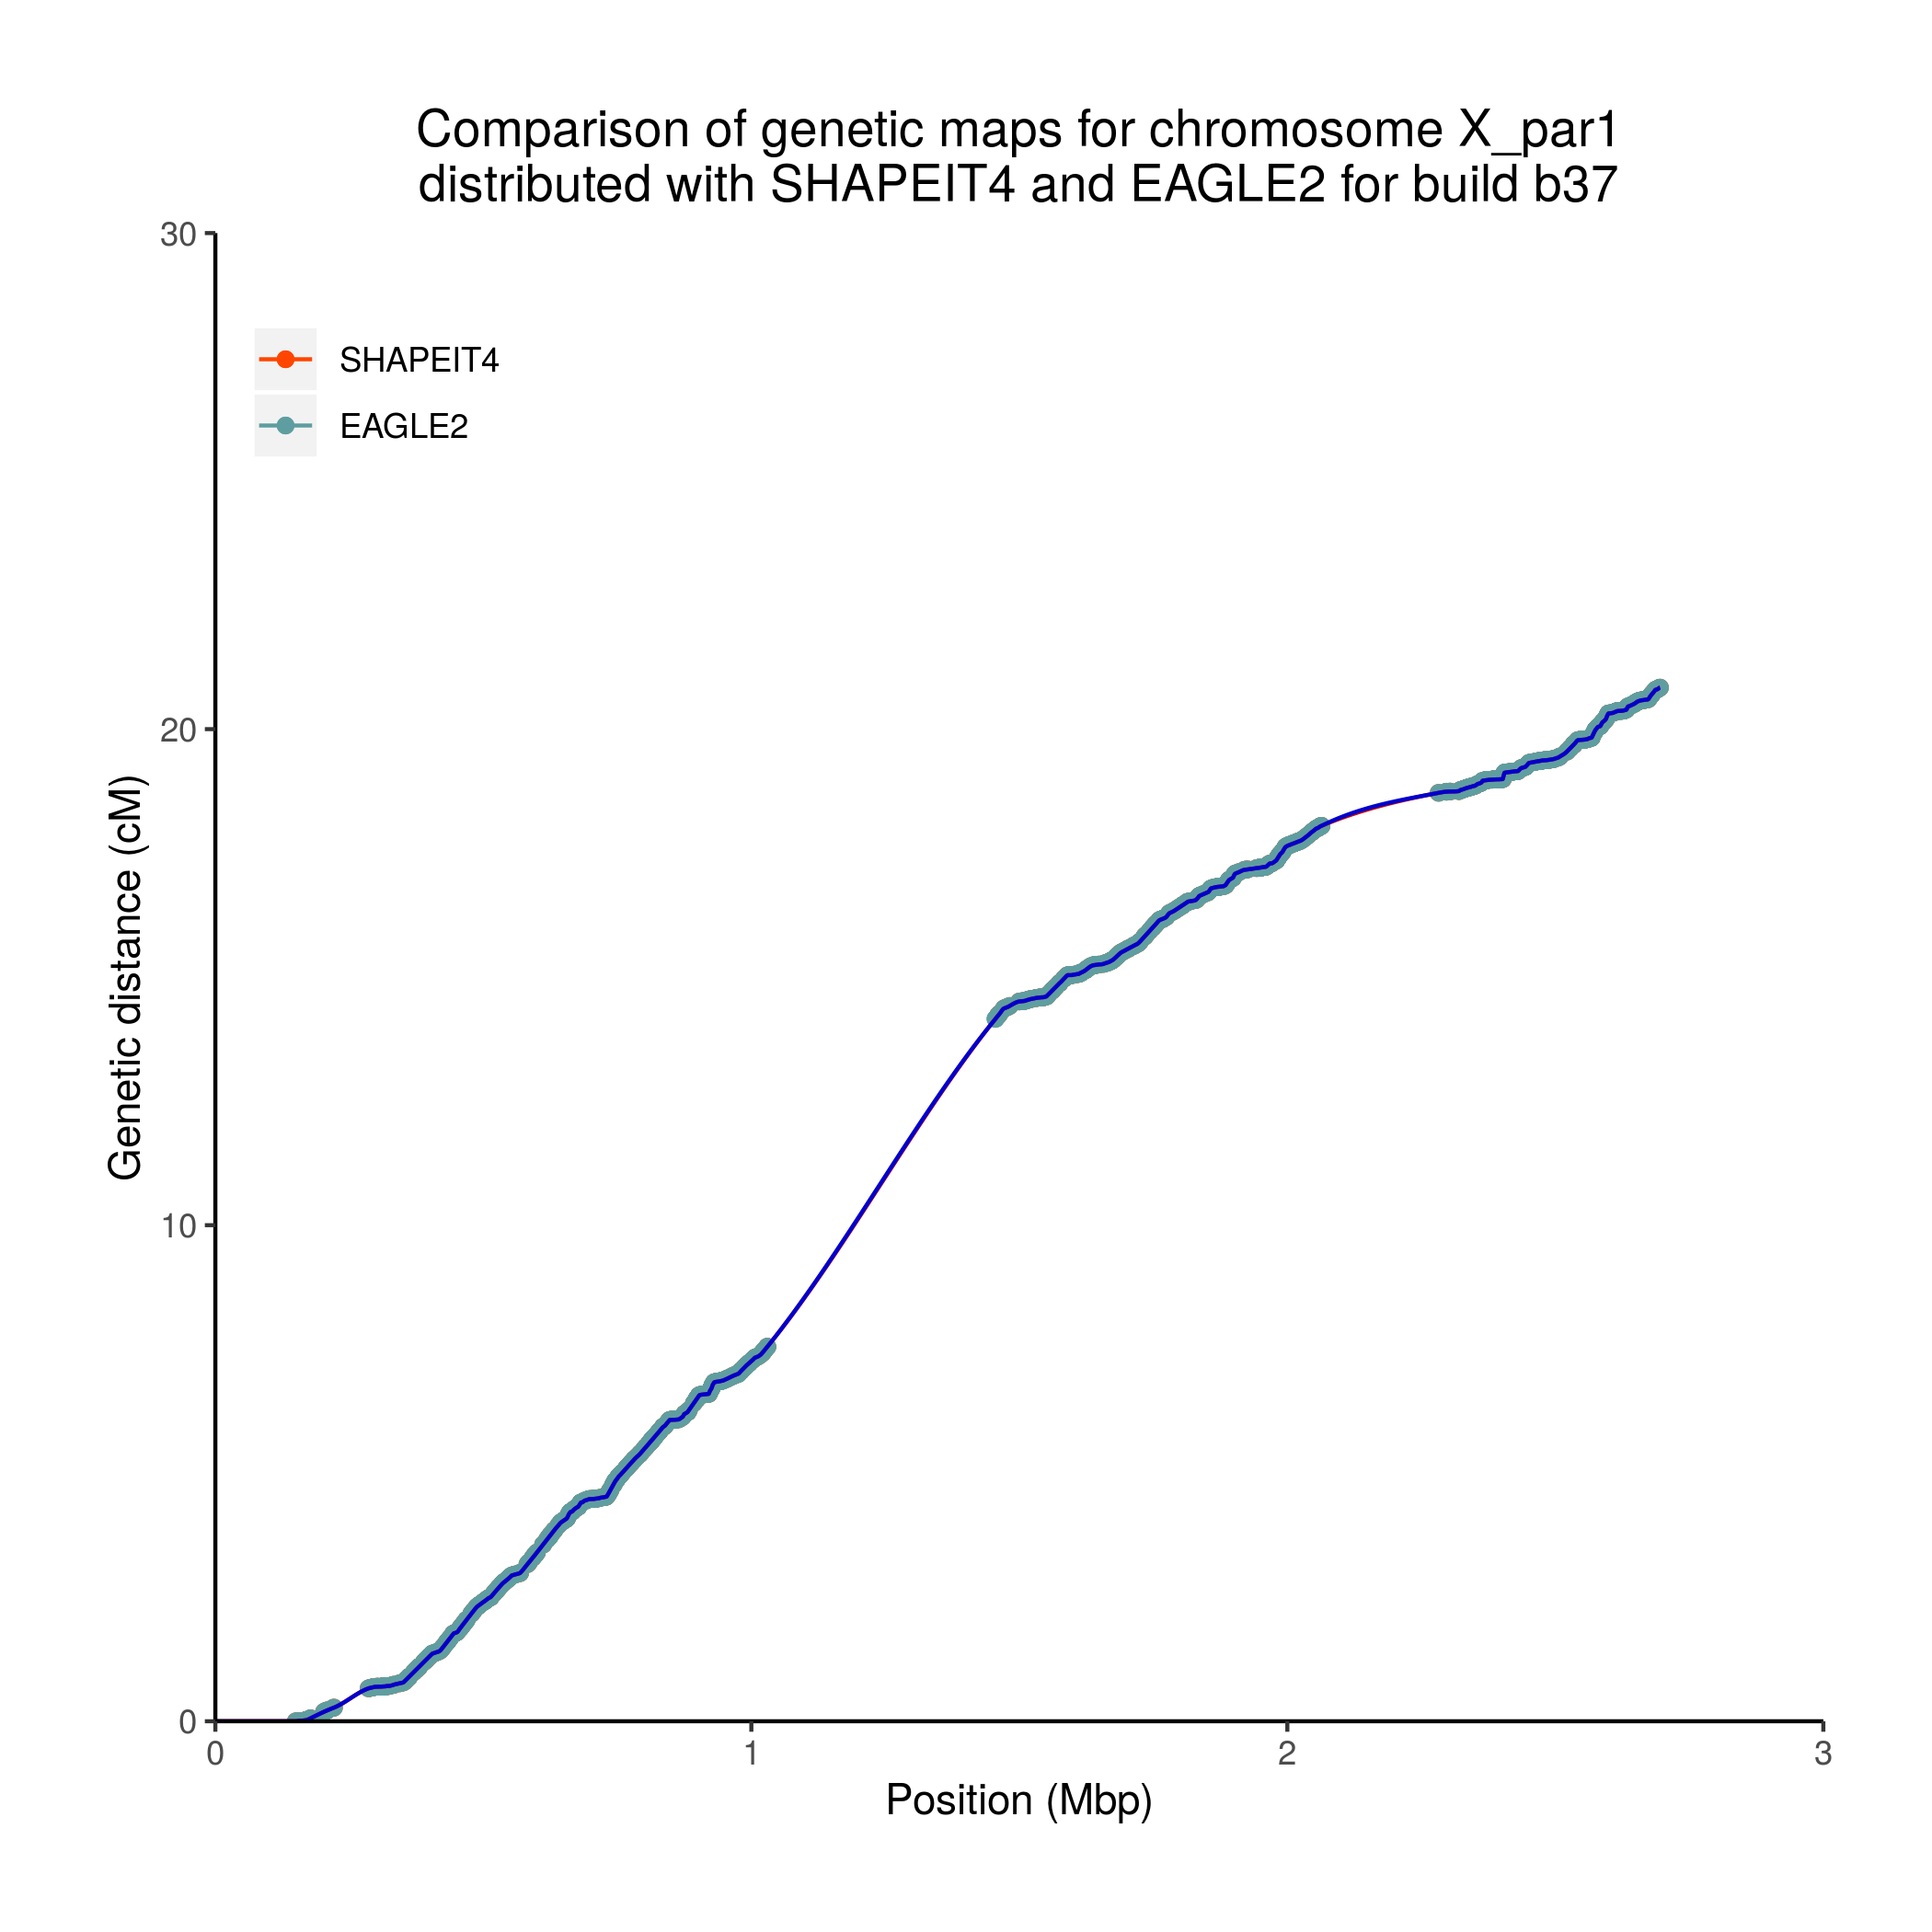 Comparison of genetic maps for chromosome X_par1
distributed with SHAPEIT4 and EAGLE2 for build b37
30
SHAPEIT4
EAGLE2
20
Genetic distance (cM)
10
0
0 1 2 3
Position (Mbp)